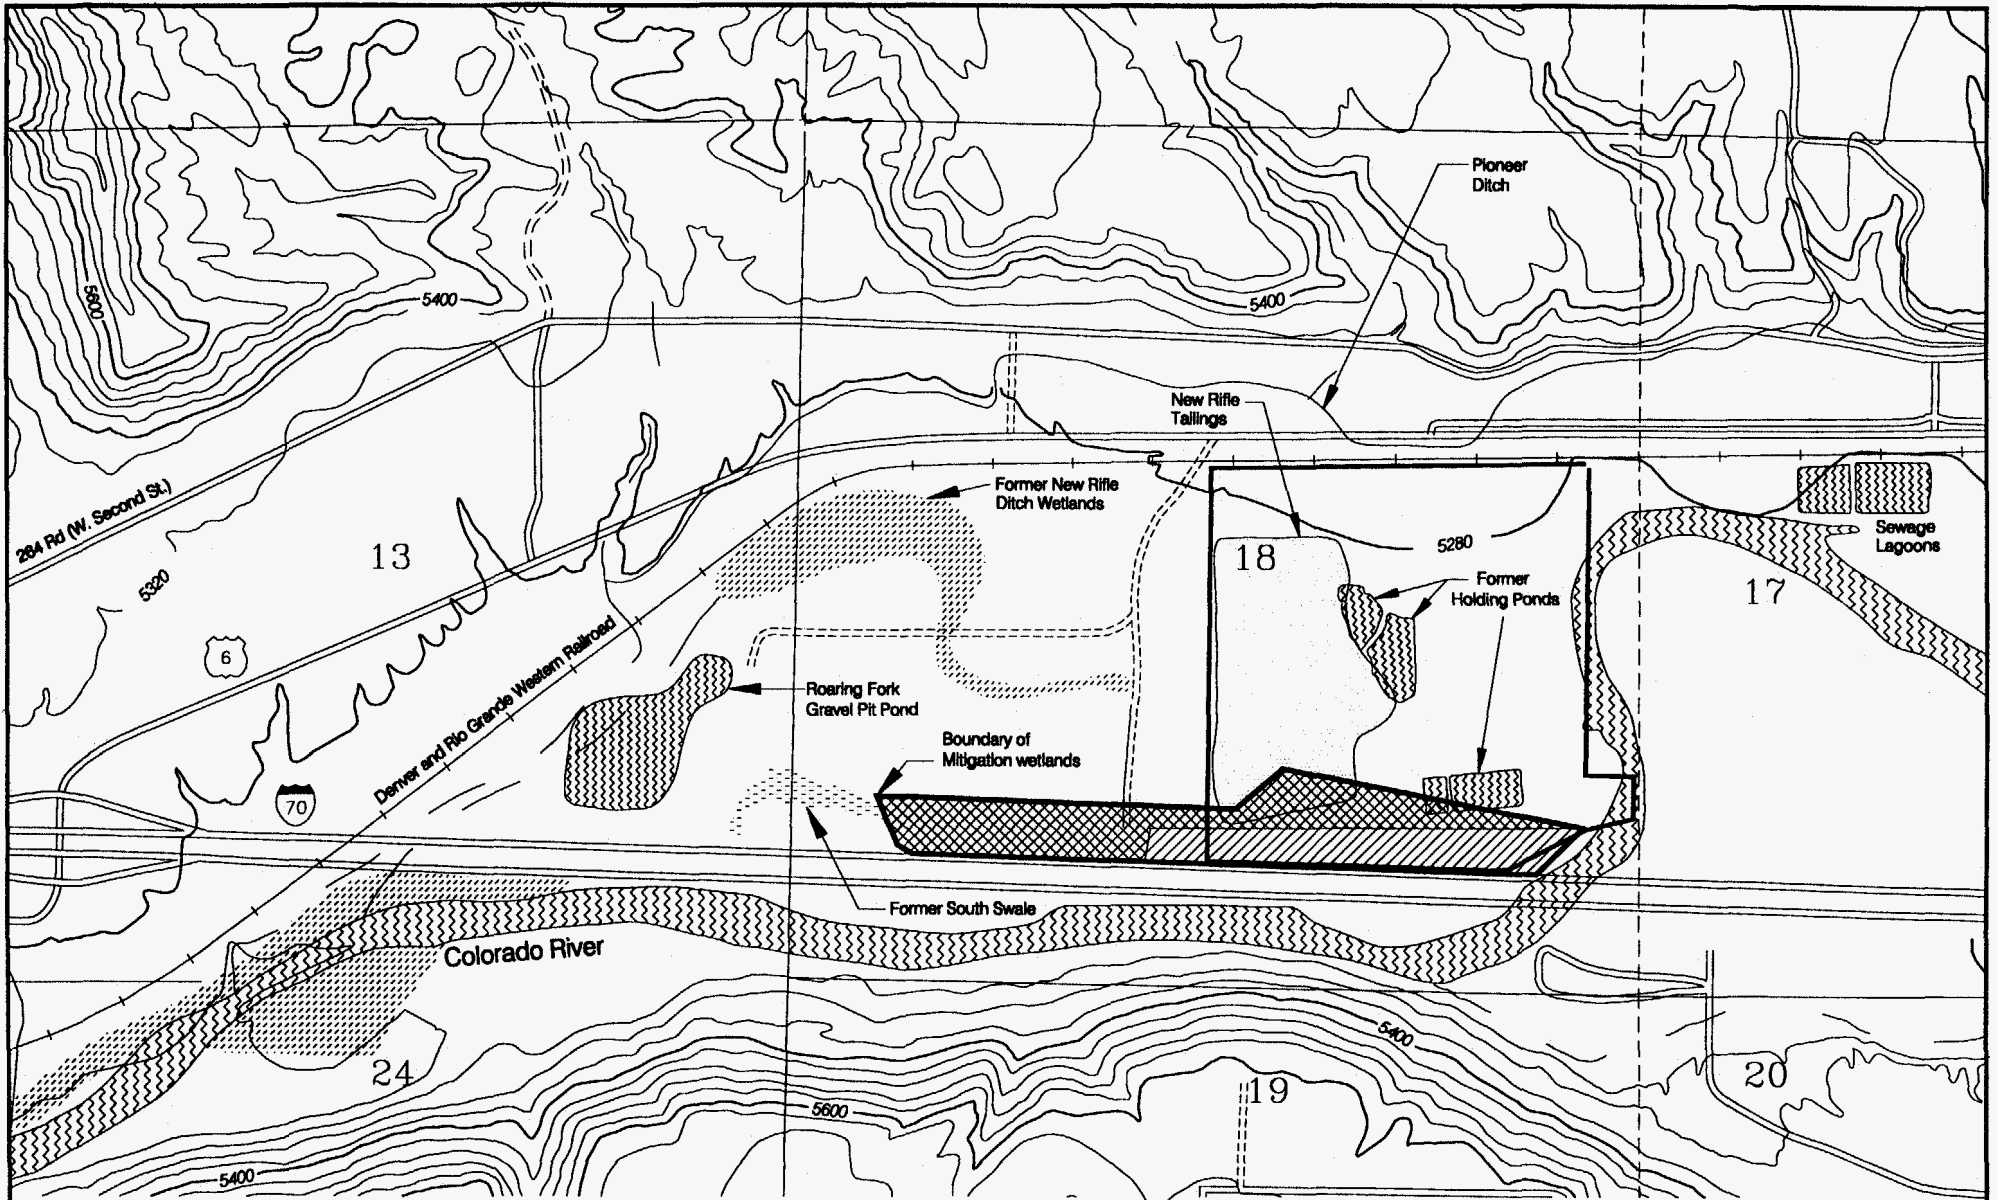 Pioneer
Ditch
5600
5400
5400
New Rifle
Tailings
264 Rd (W. Second St.)
Former New Rifle
Ditch Wetlands
Sewage
Lagoons
13
18
5280
17
5320
Former
Holding Ponds
6
Denver and Rio Grande Western Railroad
Roaring Fork
Gravel Pit Pond
Boundary of
Mitigation wetlands
70
Former South Swale
Colorado River
5400
24
19
20
5600
5400